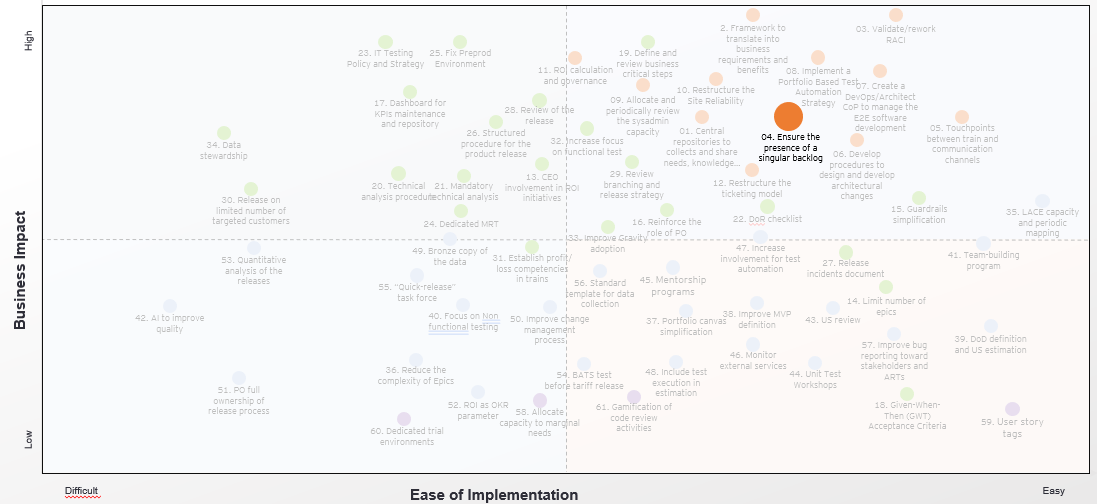 High
Business Impact
Low
Difficult
Ease of Implementation
Easy
23. IT Testing
Policy and Strategy
25. Fix Preprod
Environment
19. Define and
review business
critical steps
2. Framework to
translate into
business
requirements and
benefits
03. Validate/rework
RACI
11. ROI calculation
and governance
08. Implement a
Portfolio Based Test
Automation
Strategy
07. Create a
DevOps/Architect
CoP to manage the
E2E software
development
10. Restructure the
Site Reliability
09. Allocate and
periodically review
the sysadmin
capacity
17. Dashboard for
KPIs maintenance
and repository
28. Review of the
release
26. Structured
procedure for the
product release
32. Increase focus
on functional test
01. Central
repositories to
collects and share
needs, knowledge...
04. Ensure the
presence of a
singular backlog
05. Touchpoints
between train and
communication
channels
34. Data
stewardship
06. Develop
procedures to
design and develop
architectural
changes
20. Technical
analysis procedure
21. Mandatory
technical analysis
13. CEO
involvement in ROI
initiatives
29. Review
branching and
release strategy
12. Restructure the
ticketing model
30. Release on
limited number of
targeted customers
24. Dedicated MRT
16. Reinforce the
role of PO
22. DoR checklist
15. Guardrails
simplification
35. LACE capacity
and periodic
mapping
33. Improve Gravity
adoption
53. Quantitative
analysis of the
releases
49. Bronze copy of
the data
31. Establish profit/
loss competencies
in trains
47. Increase
involvement for test
automation
27. Release
incidents document
41. Team-building
program
55. "Quick-release"
task force
56. Standard
template for data
collection
45. Mentorship
programs
14. Limit number of
epics
42. AI to improve
quality
40. Focus on Non
functional testing
50. Improve change
management
process
37. Portfolio canvas
simplification
38. Improve MVP
definition
43. US review
39. DoD definition
and US estimation
57. Improve bug
reporting toward
stakeholders and
ARTs
36. Reduce the
complexity of Epics
54. BATS test
before tariff release
48. Include test
execution in
estimation
46. Monitor
external services
44. Unit Test
Workshops
51. PO full
ownership of
release process
52. ROI as OKR
parameter
58. Allocate
capacity to marginal
needs
61. Gamification of
code review
activities
18. Given-When-
Then (GWT)
Acceptance Criteria
59. User story
tags
60. Dedicated trial
environments